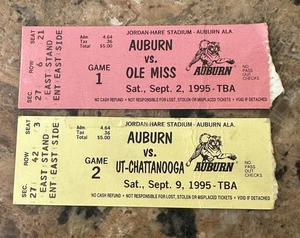 SEAT 21
ROW 6
SEC 27
EAST STAND
ENT: EAST SIDE
JORDAN-HARE STADIUM - AUBURN ALA.
Adm. 4.64
Tax .36
Total $5.00
GAME
1
AUBURN
VS.
OLE MISS
Sat., Sept. 2, 1995 - TBA
AUBURN
NO
PASS
OUT
CHECKS
NO CASH REFUND / NOT RESPONSIBLE FOR LOST, STOLEN OR MISPLACED TICKETS / VOID IF DETACHED
SEAT 3
ROW 42
SEC 27
EAST STAND
ENT: EAST SIDE
JORDAN-HARE STADIUM - AUBURN ALA.
Adm. 4.64
Tax .36
Total $5.00
GAME
2
AUBURN
VS.
UT-CHATTANOOGA
Sat., Sept. 9, 1995 - TBA
AUBURN
NO
PASS
OUT
CHECKS
NO CASH REFUND / NOT RESPONSIBLE FOR LOST, STOLEN OR MISPLACED TICKETS / VOID IF DETACHED